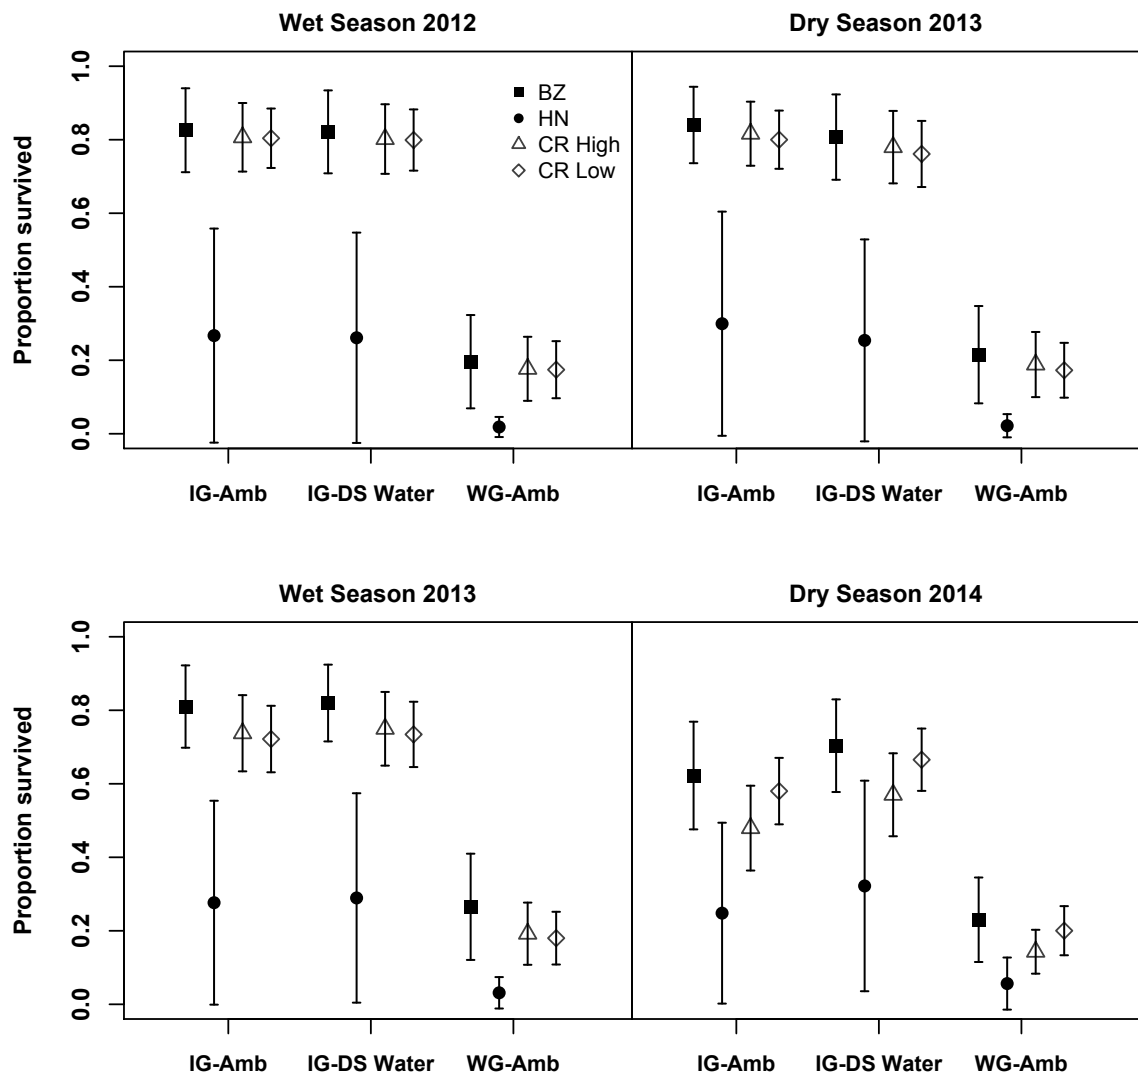 Wet Season 2012
Dry Season 2013
Proportion survived
1.0
0.8
0.6
0.4
0.2
0.0
BZ
HN
CR High
CR Low
IG-Amb
IG-DS Water
WG-Amb
IG-Amb
IG-DS Water
WG-Amb
Wet Season 2013
Dry Season 2014
Proportion survived
1.0
0.8
0.6
0.4
0.2
0.0
IG-Amb
IG-DS Water
WG-Amb
IG-Amb
IG-DS Water
WG-Amb